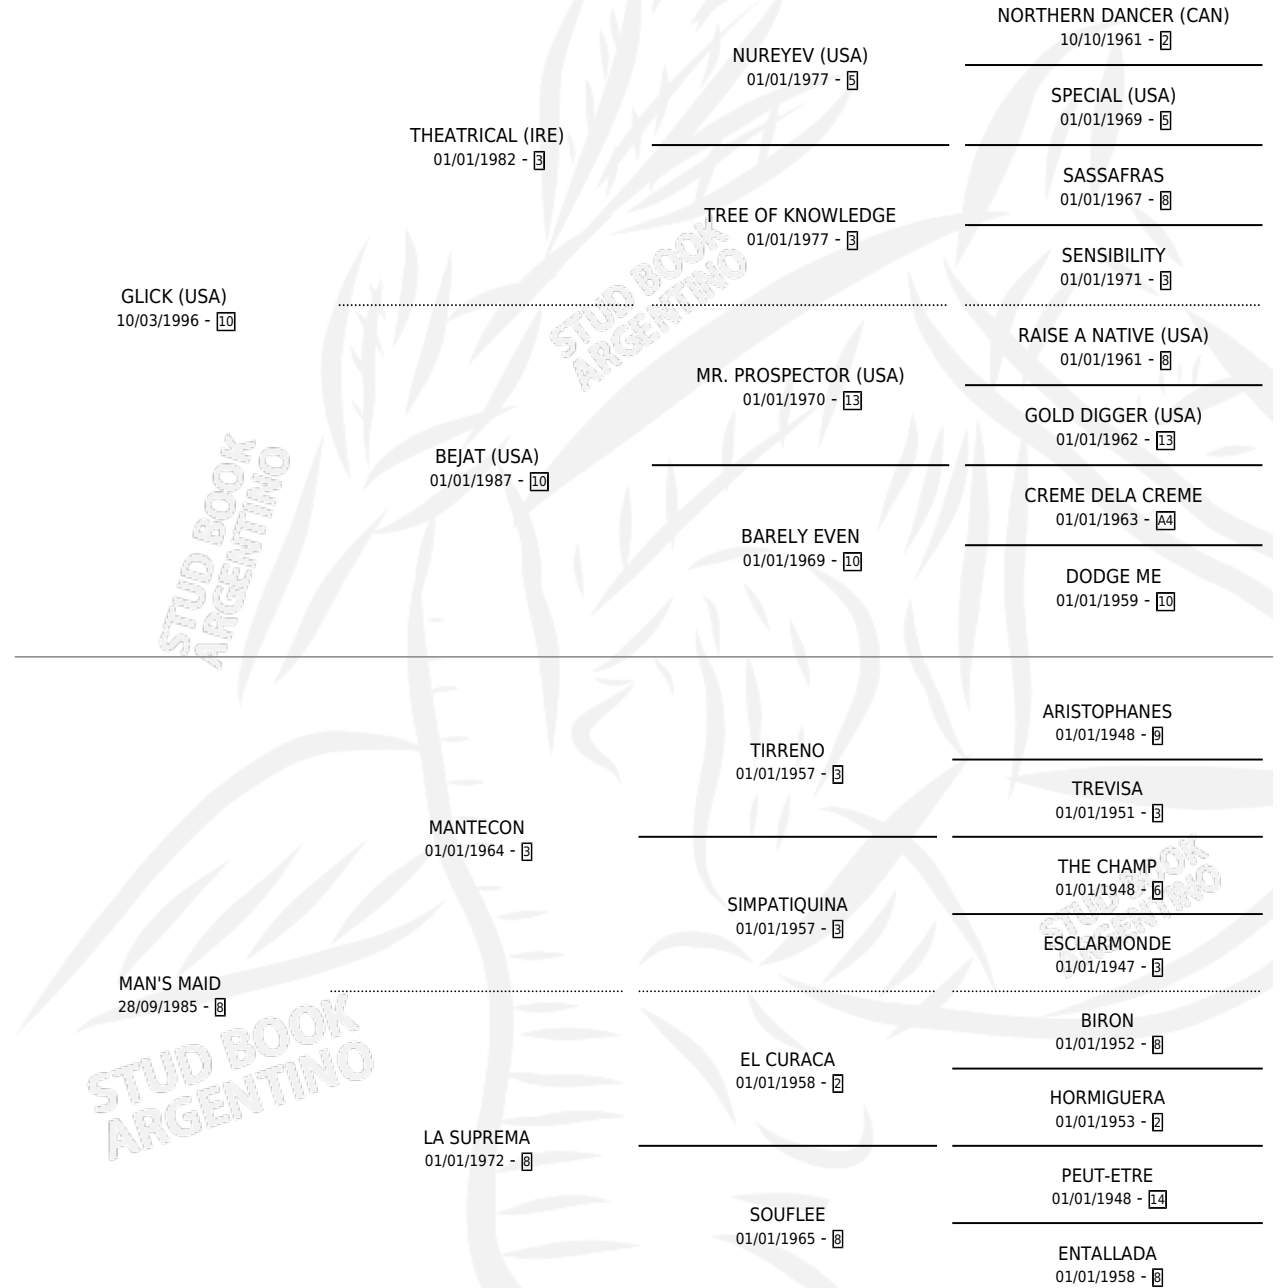 NORTHERN DANCER (CAN)
10/10/1961 - 2
NUREYEV (USA)
01/01/1977 - 5
SPECIAL (USA)
01/01/1969 - 5
THEATRICAL (IRE)
01/01/1982 - 3
SASSAFRAS
01/01/1967 - 8
TREE OF KNOWLEDGE
01/01/1977 - 3
SENSIBILITY
01/01/1971 - 3
GLICK (USA)
10/03/1996 - 10
STUD BOOK
ARGENTINO
RAISE A NATIVE (USA)
01/01/1961 - 8
MR. PROSPECTOR (USA)
01/01/1970 - 13
GOLD DIGGER (USA)
01/01/1962 - 13
BEJAT (USA)
01/01/1987 - 10
CREME DELA CREME
01/01/1963 - A4
BARELY EVEN
01/01/1969 - 10
DODGE ME
01/01/1959 - 10
STUD BOOK
ARGENTINO
ARISTOPHANES
01/01/1948 - 9
TIRRENO
01/01/1957 - 3
TREVISA
01/01/1951 - 3
MANTECON
01/01/1964 - 3
THE CHAMP
01/01/1948 - 6
SIMPATIQUINA
01/01/1957 - 3
STUD BOOK
ARGENTINO
ESCLARMONDE
01/01/1947 - 3
MAN'S MAID
28/09/1985 - 8
BIRON
01/01/1952 - 8
EL CURACA
01/01/1958 - 2
STUD BOOK
ARGENTINO
HORMIGUERA
01/01/1953 - 2
LA SUPREMA
01/01/1972 - 8
PEUT-ETRE
01/01/1948 - 14
SOUFLEE
01/01/1965 - 8
ENTALLADA
01/01/1958 - 8